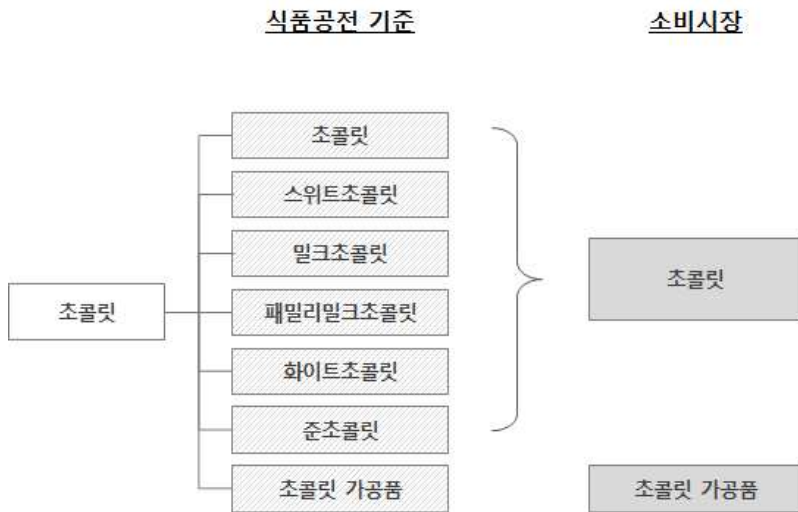 식품공전 기준
소비시장
초콜릿
스위트초콜릿
밀크초콜릿
초콜릿
초콜릿
패밀리밀크초콜릿
화이트초콜릿
준초콜릿
초콜릿 가공품
초콜릿 가공품